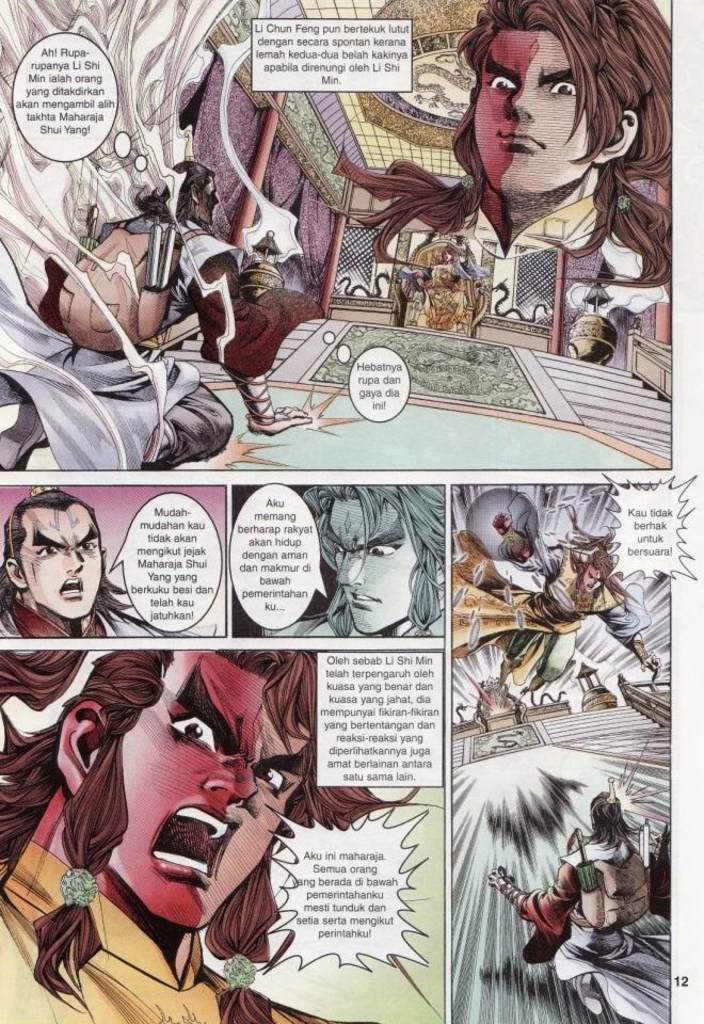 Ah! Rupa-
rupanya Li Shi
Min ialah orang
yang ditakdirkan
akan mengambil alih
takhta Maharaja
Shui Yang!
Li Chun Feng pun bertekuk lutut
dengan secara spontan kerana
lemah kedua-dua belah kakinya
apabila direnungi oleh Li Shi
Min.
Hebatnya
rupa dan
gaya dia
ini!
Mudah-
mudahan kau
tidak akan
mengikut jejak
Maharaja Shui
Yang yang
berkuku besi dan
telah kau
jatuhkan!
Aku
memang
berharap rakyat
akan hidup
dengan aman
dan makmur di
bawah
pemerintahan
ku...
Kau tidak
berhak
untuk
bersuara!
Oleh sebab Li Shi Min
telah terpengaruh oleh
kuasa yang benar dan
kuasa yang jahat, dia
mempunyai fikiran-fikiran
yang bertentangan dan
reaksi-reaksi yang
diperlihatkannya juga
amat berlainan antara
satu sama lain.
Aku ini maharaja.
Semua orang
yang berada di bawah
pemerintahanku
mesti tunduk dan
setia serta mengikut
perintahku!
12